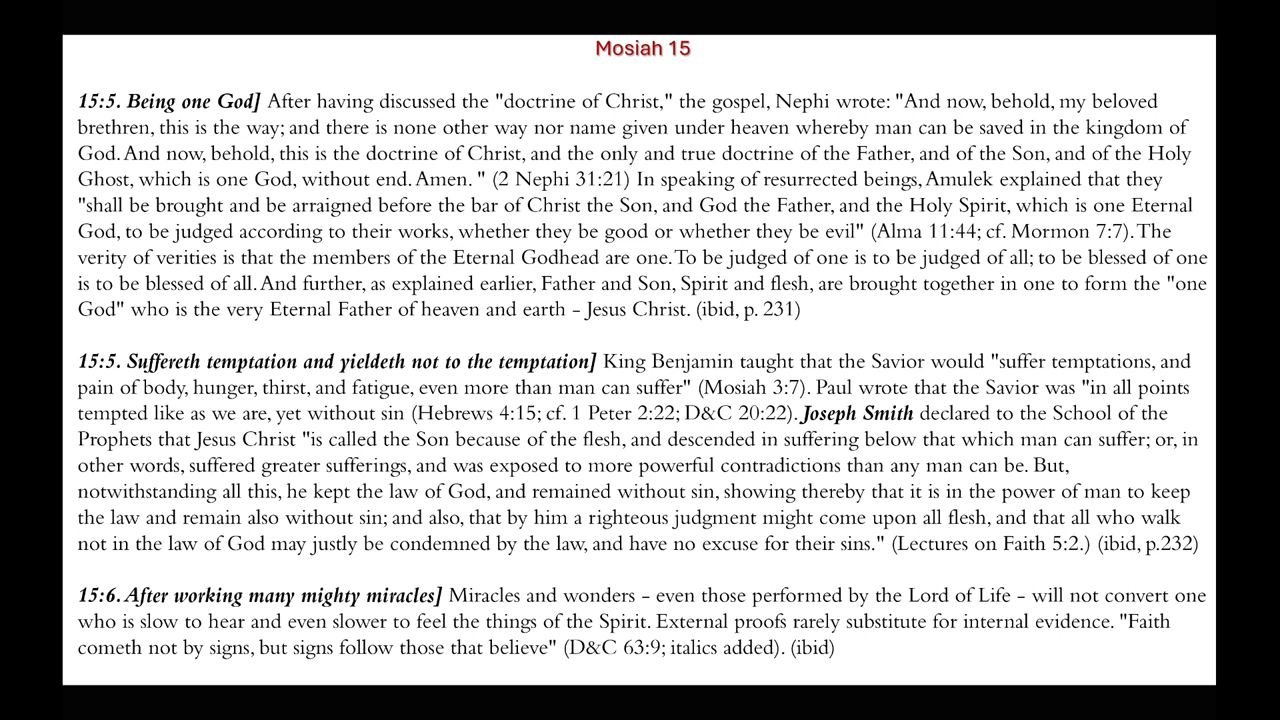 Mosiah 15
15:5. Being one God] After having discussed the "doctrine of Christ," the gospel, Nephi wrote: "And now, behold, my beloved
brethren, this is the way; and there is none other way nor name given under heaven whereby man can be saved in the kingdom of
God. And now, behold, this is the doctrine of Christ, and the only and true doctrine of the Father, and of the Son, and of the Holy
Ghost, which is one God, without end. Amen. " (2 Nephi 31:21) In speaking of resurrected beings, Amulek explained that they
"shall be brought and be arraigned before the bar of Christ the Son, and God the Father, and the Holy Spirit, which is one Eternal
God, to be judged according to their works, whether they be good or whether they be evil" (Alma 11:44; cf. Mormon 7:7). The
verity of verities is that the members of the Eternal Godhead are one. To be judged of one is to be judged of all; to be blessed of one
is to be blessed of all. And further, as explained earlier, Father and Son, Spirit and flesh, are brought together in one to form the "one
God" who is the very Eternal Father of heaven and earth – Jesus Christ. (ibid, p. 231)
15:5. Suffereth temptation and yieldeth not to the temptation] King Benjamin taught that the Savior would "suffer temptations, and
pain of body, hunger, thirst, and fatigue, even more than man can suffer" (Mosiah 3:7). Paul wrote that the Savior was "in all points
tempted like as we are, yet without sin (Hebrews 4:15; cf. 1 Peter 2:22; D&C 20:22). Joseph Smith declared to the School of the
Prophets that Jesus Christ "is called the Son because of the flesh, and descended in suffering below that which man can suffer; or, in
other words, suffered greater sufferings, and was exposed to more powerful contradictions than any man can be. But,
notwithstanding all this, he kept the law of God, and remained without sin, showing thereby that it is in the power of man to keep
the law and remain also without sin; and also, that by him a righteous judgment might come upon all flesh, and that all who walk
not in the law of God may justly be condemned by the law, and have no excuse for their sins." (Lectures on Faith 5:2.) (ibid, p.232)
15:6. After working many mighty miracles] Miracles and wonders – even those performed by the Lord of Life – will not convert one
who is slow to hear and even slower to feel the things of the Spirit. External proofs rarely substitute for internal evidence. "Faith
cometh not by signs, but signs follow those that believe" (D&C 63:9; italics added). (ibid)